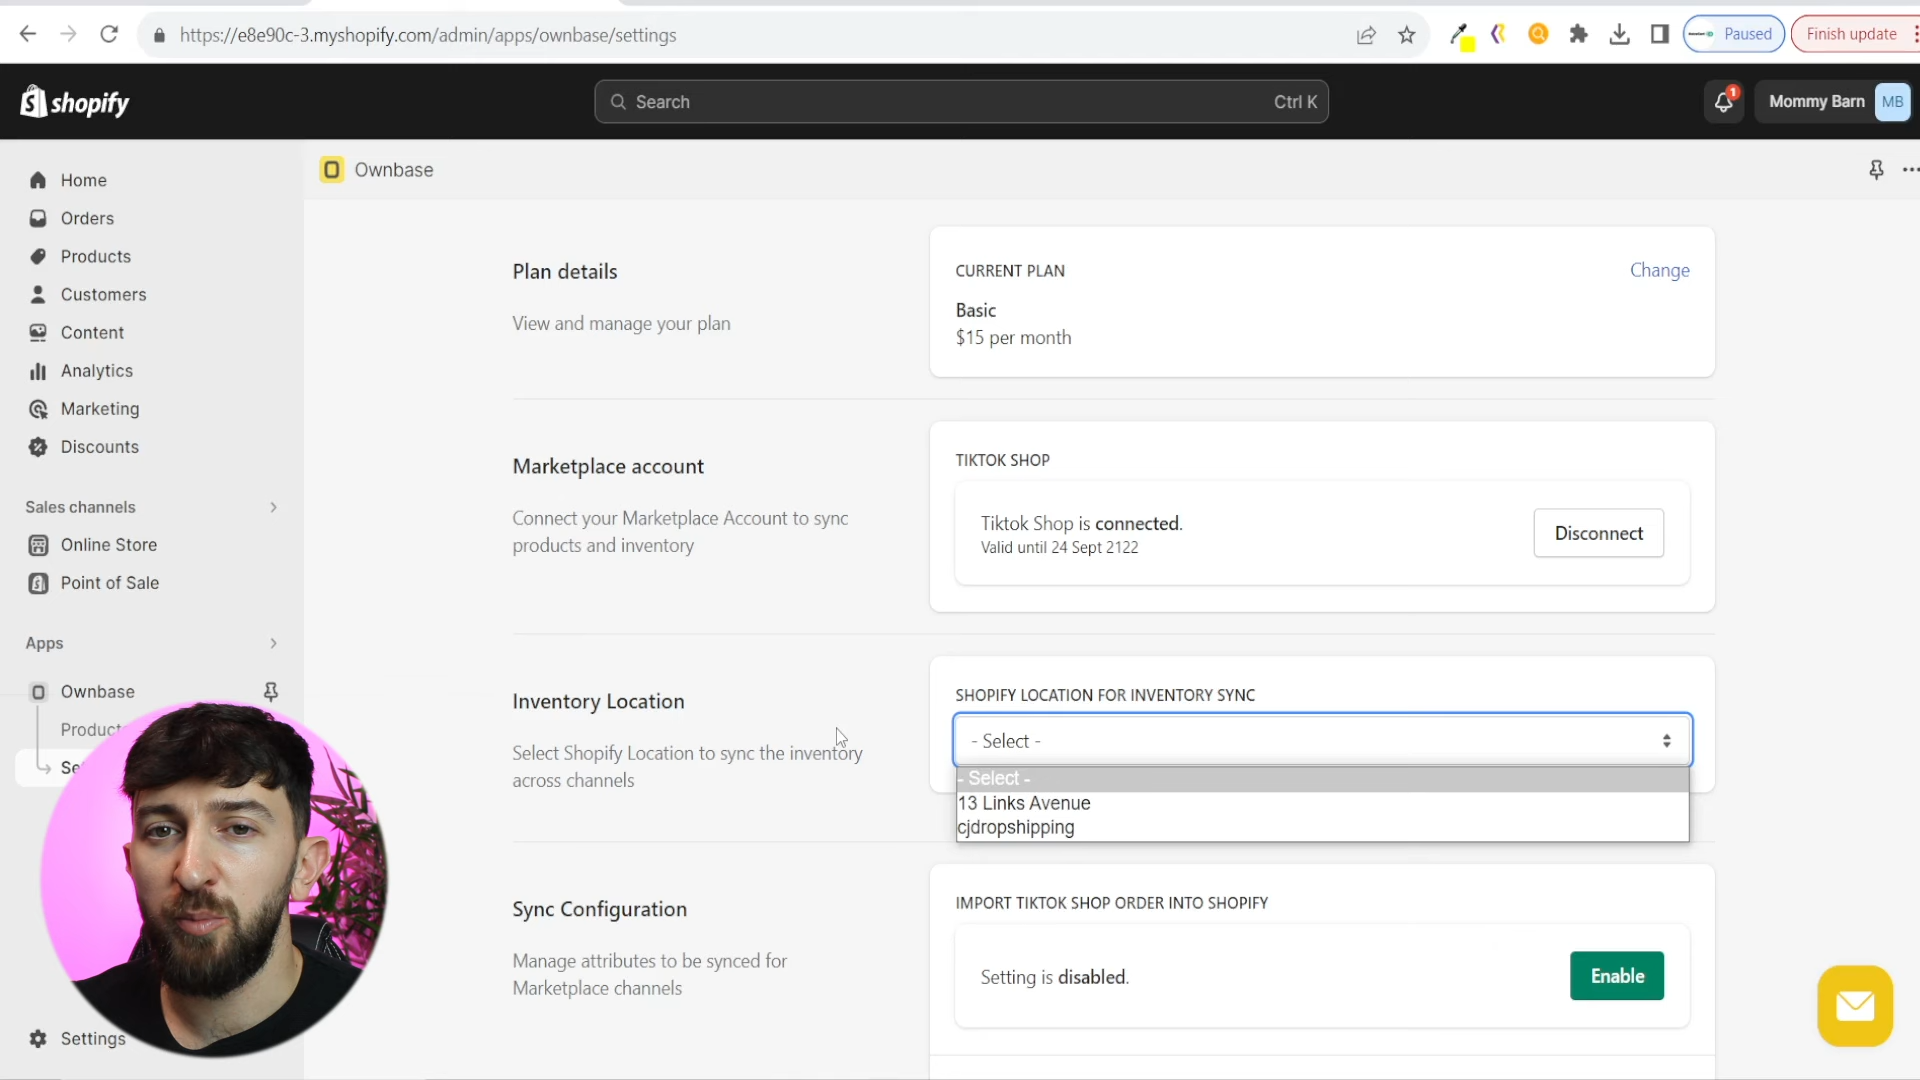 https://e8e90c-3.myshopify.com/admin/apps/ownbase/settings
Paused
Finish update
shopify
Search
Ctrl K
1
Mommy Barn
MB
Home
Orders
Products
Customers
Content
Analytics
Marketing
Discounts
Sales channels
Online Store
Point of Sale
Apps
Ownbase
Settings
Ownbase
Plan details
View and manage your plan
CURRENT PLAN
Change
Basic
$15 per month
Marketplace account
Connect your Marketplace Account to sync
products and inventory
TIKTOK SHOP
Tiktok Shop is connected.
Valid until 24 Sept 2122
Disconnect
Inventory Location
Select Shopify Location to sync the inventory
across channels
SHOPIFY LOCATION FOR INVENTORY SYNC
- Select -
- Select -
13 Links Avenue
cjdropshipping
Sync Configuration
Manage attributes to be synced for
Marketplace channels
IMPORT TIKTOK SHOP ORDER INTO SHOPIFY
Setting is disabled.
Enable